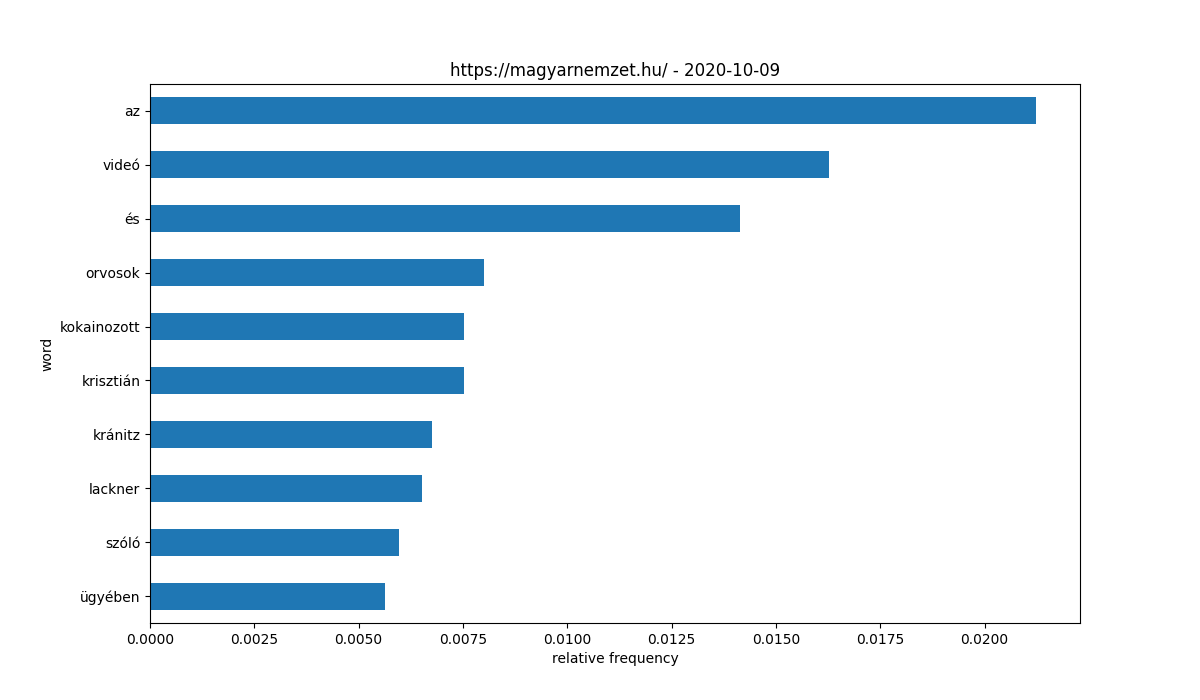 https://magyarnemzet.hu/ - 2020-10-09
az
videó
és
orvosok
kokainozott
krisztián
kránitz
lackner
szóló
ügyében
word
0.0000 0.0025 0.0050 0.0075 0.0100 0.0125 0.0150 0.0175 0.0200
relative frequency